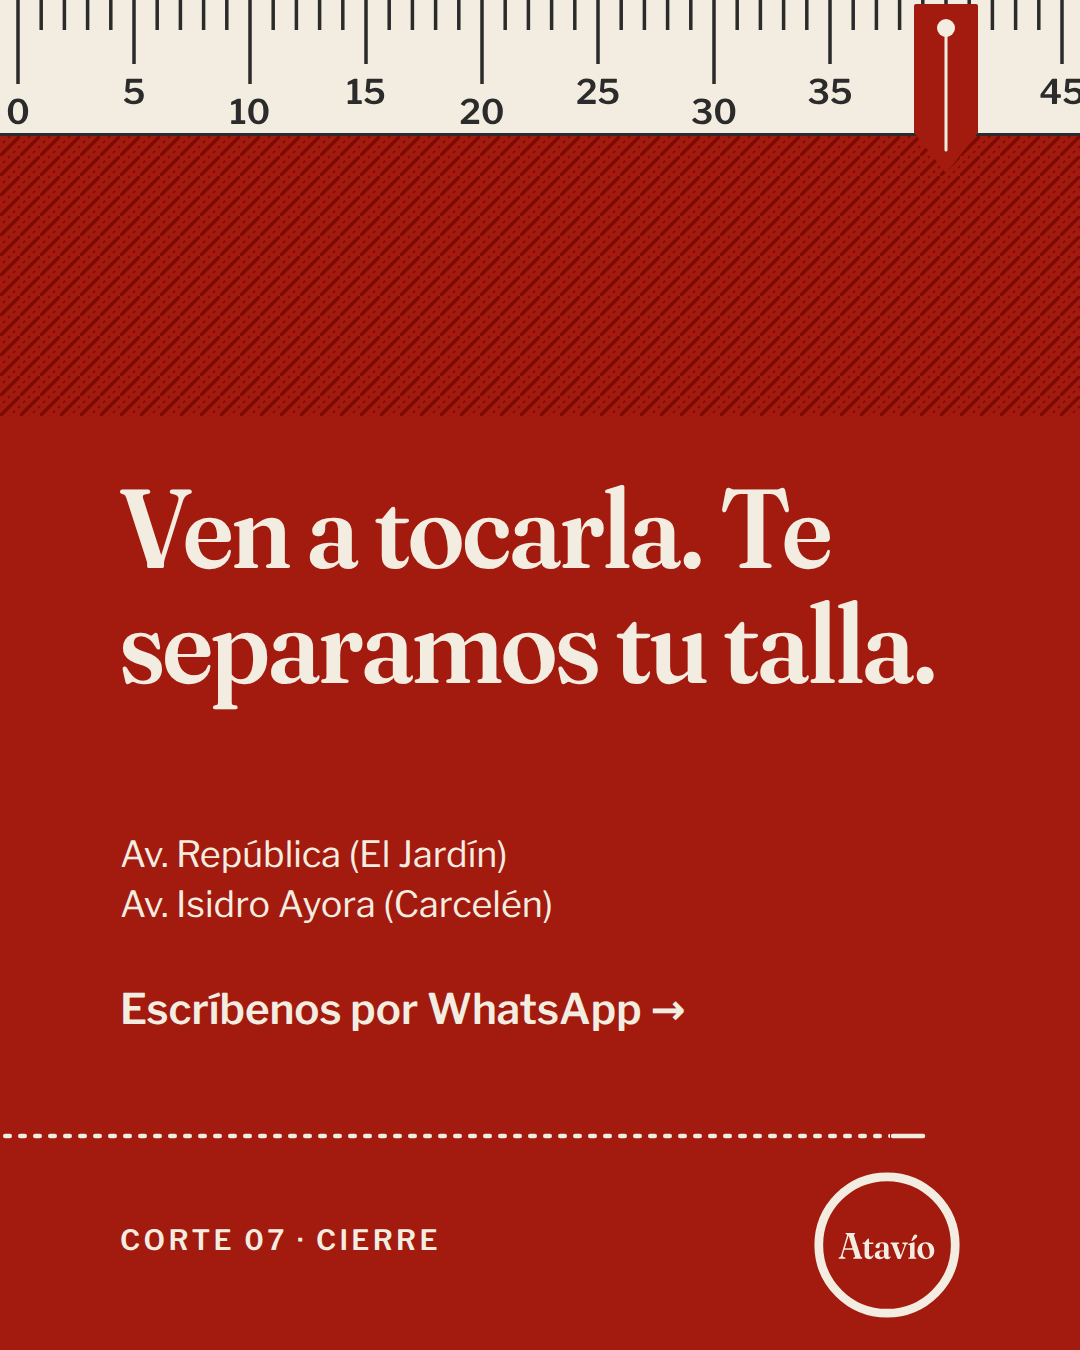 0 5 10 15 20 25 30 35 45
Ven a tocarla. Te
separamos tu talla.
Av. República (El Jardín)
Av. Isidro Ayora (Carcelén)
Escríbenos por WhatsApp →
CORTE 07 · CIERRE
Atavío